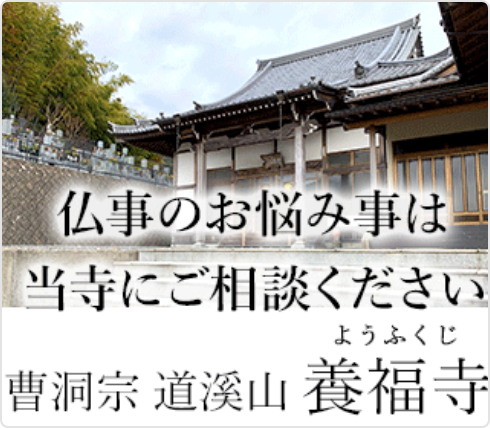 仏事のお悩み事は
当寺にご相談ください
ようふくじ
曹洞宗 道溪山 養福寺